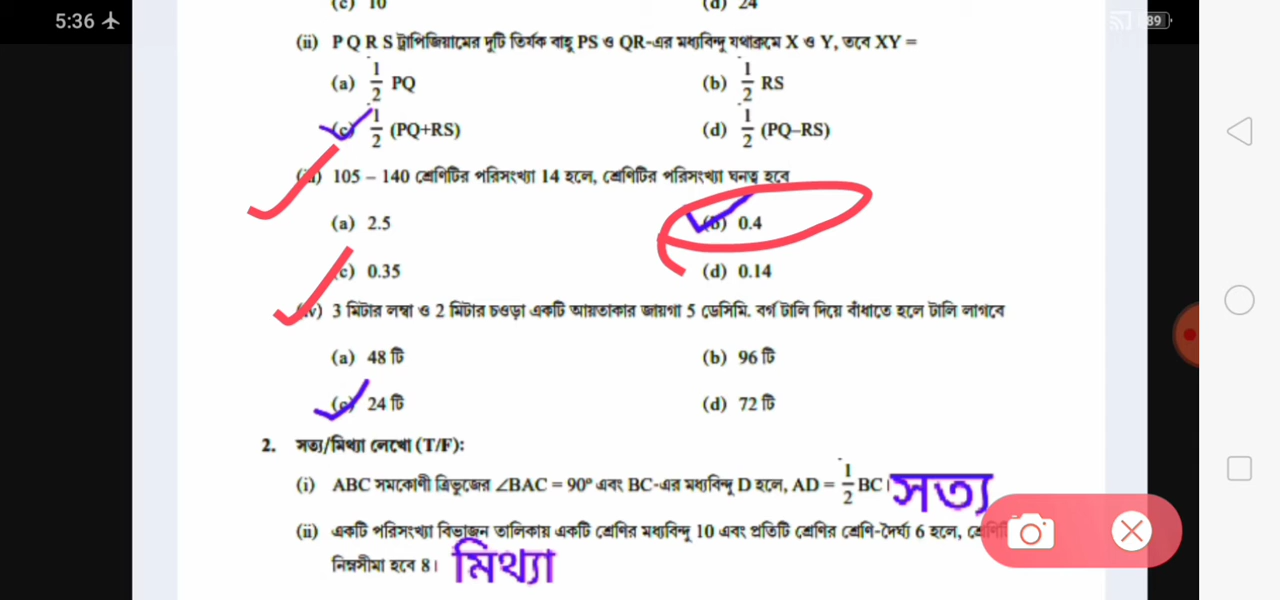 5:36
89
(c) 10 (d) 24
(ii) P Q R S ট্রাপিজিয়ামের দুটি তির্যক বাহু PS ও QR-এর মধ্যবিন্দু যথাক্রমে X ও Y, তবে XY =
(a) 1/2 PQ (b) 1/2 RS
(c) 1/2 (PQ+RS) (d) 1/2 (PQ–RS)
(iii) 105 – 140 শ্রেণিটির পরিসংখ্যা 14 হলে, শ্রেণিটির পরিসংখ্যা ঘনত্ব হবে
(a) 2.5 (b) 0.4
(c) 0.35 (d) 0.14
(iv) 3 মিটার লম্বা ও 2 মিটার চওড়া একটি আয়তাকার জায়গা 5 ডেসিমি. বর্গ টালি দিয়ে বাঁধাতে হলে টালি লাগবে
(a) 48 টি (b) 96 টি
(c) 24 টি (d) 72 টি
2. সত্য/মিথ্যা লেখো (T/F):
(i) ABC সমকোণী ত্রিভুজের ∠BAC = 90° এবং BC-এর মধ্যবিন্দু D হলে, AD = 1/2 BC। সত্য
(ii) একটি পরিসংখ্যা বিভাজন তালিকায় একটি শ্রেণির মধ্যবিন্দু 10 এবং প্রতিটি শ্রেণির শ্রেণি-দৈর্ঘ্য 6 হলে,
নিম্নসীমা হবে 8। মিথ্যা